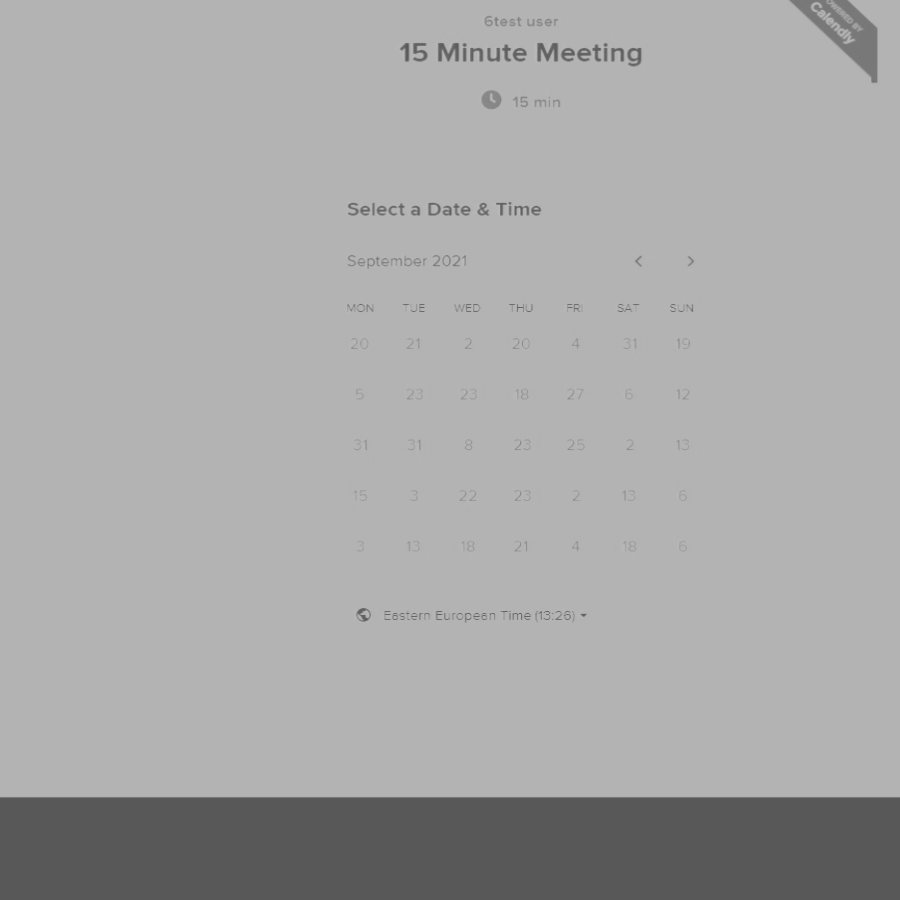 POWERED BY
Calendly
6test user
15 Minute Meeting
15 min
Select a Date & Time
September 2021
MON TUE WED THU FRI SAT SUN
20 21 2 20 4 31 19
5 23 23 18 27 6 12
31 31 8 23 25 2 13
15 3 22 23 2 13 6
3 13 18 21 4 18 6
Eastern European Time (13:26)